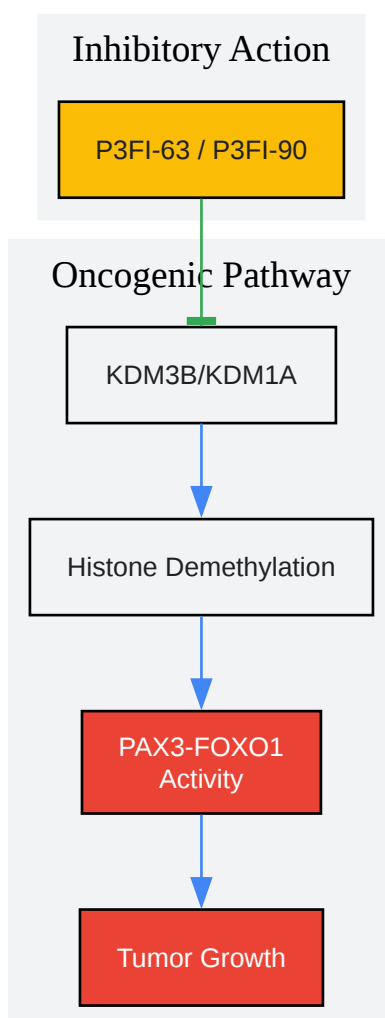 Inhibitory Action
P3FI-63 / P3FI-90
Oncogenic Pathway
KDM3B/KDM1A
Histone Demethylation
PAX3-FOXO1
Activity
Tumor Growth